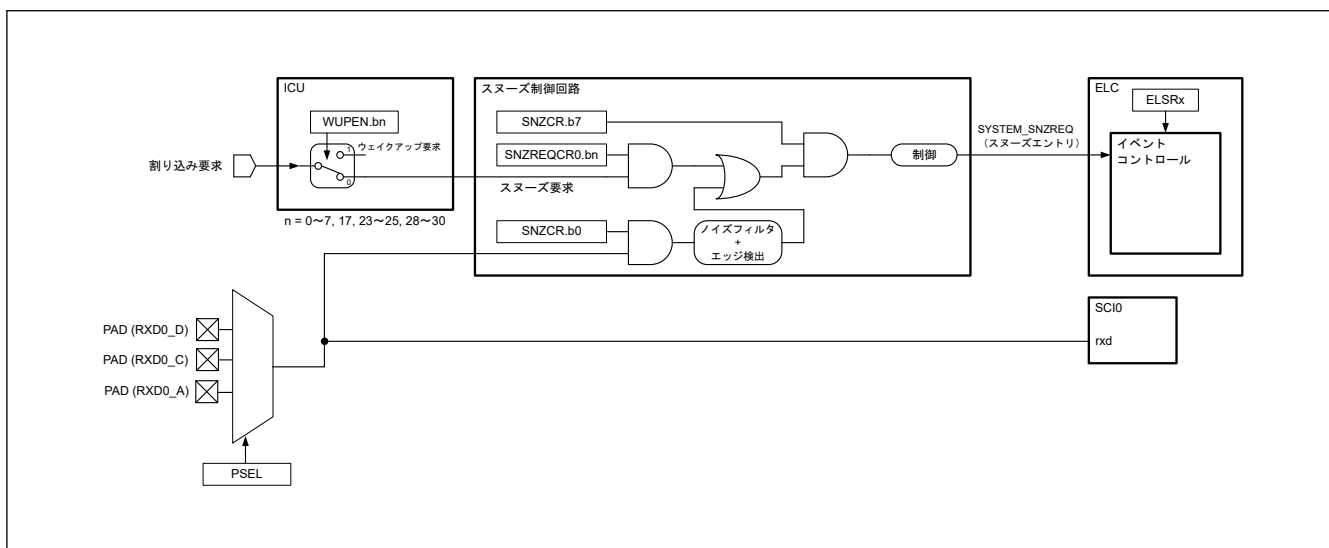 ICU
WUPEN.bn
1
ウェイクアップ要求
0
割り込み要求
n = 0〜7, 17, 23〜25, 28〜30
スヌーズ要求
スヌーズ制御回路
SNZCR.b7
SNZREQCR0.bn
SNZCR.b0
ノイズフィルタ
+
エッジ検出
制御
SYSTEM_SNZREQ
(スヌーズエントリ)
ELC
ELSRx
イベント
コントロール
SCI0
rxd
PAD (RXD0_D)
PAD (RXD0_C)
PAD (RXD0_A)
PSEL